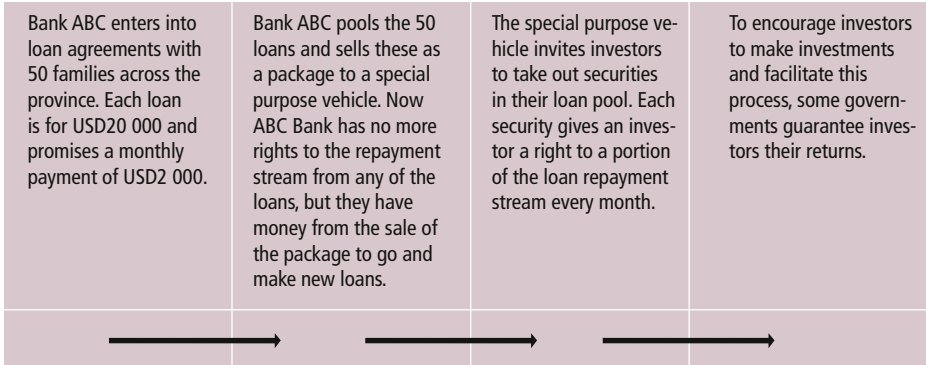 Bank ABC enters into
loan agreements with
50 families across the
province. Each loan
is for USD20 000 and
promises a monthly
payment of USD2 000.
Bank ABC pools the 50
loans and sells these as
a package to a special
purpose vehicle. Now
ABC Bank has no more
rights to the repayment
stream from any of the
loans, but they have
money from the sale of
the package to go and
make new loans.
The special purpose ve-
hicle invites investors
to take out securities
in their loan pool. Each
security gives an inves-
tor a right to a portion
of the loan repayment
stream every month.
To encourage investors
to make investments
and facilitate this
process, some govern-
ments guarantee inves-
tors their returns.